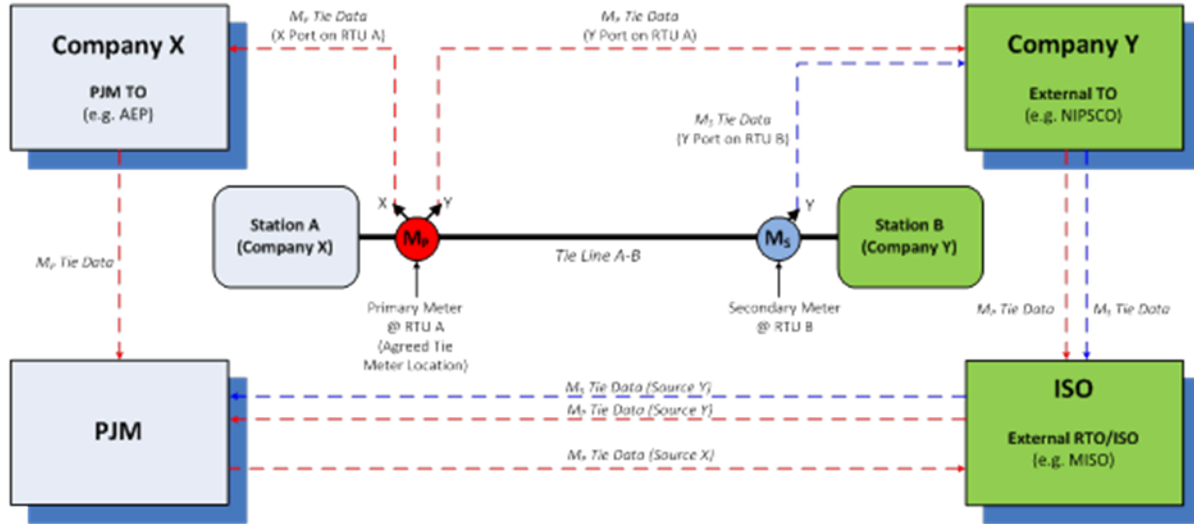 Company X
PJM TO
(e.g. AEP)
Mₚ Tie Data
(X Port on RTU A)
Mₚ Tie Data
(Y Port on RTU A)
Company Y
External TO
(e.g. NIPSCO)
Mₛ Tie Data
(Y Port on RTU B)
Station A
(Company X)
X
Y
Mₚ
Tie Line A-B
Y
Mₛ
Station B
(Company Y)
Mₚ Tie Data
Primary Meter
@ RTU A
(Agreed Tie
Meter Location)
Secondary Meter
@ RTU B
Mₚ Tie Data
Mₛ Tie Data
PJM
Mₛ Tie Data (Source Y)
Mₚ Tie Data (Source Y)
Mₚ Tie Data (Source X)
ISO
External RTO/ISO
(e.g. MISO)